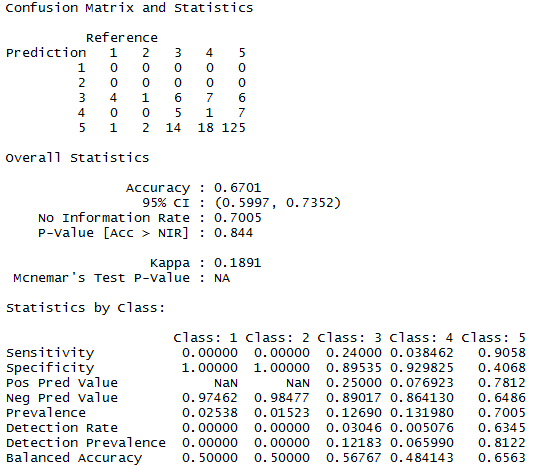 Confusion Matrix and Statistics
Reference
Prediction 1 2 3 4 5
1 0 0 0 0 0
2 0 0 0 0 0
3 4 1 6 7 6
4 0 0 5 1 7
5 1 2 14 18 125
Overall Statistics
Accuracy : 0.6701
95% CI : (0.5997, 0.7352)
No Information Rate : 0.7005
P-Value [Acc > NIR] : 0.844
Kappa : 0.1891
Mcnemar's Test P-Value : NA
Statistics by Class:
Class: 1 Class: 2 Class: 3 Class: 4 Class: 5
Sensitivity 0.00000 0.00000 0.24000 0.038462 0.9058
Specificity 1.00000 1.00000 0.89535 0.929825 0.4068
Pos Pred Value NaN NaN 0.25000 0.076923 0.7812
Neg Pred Value 0.97462 0.98477 0.89017 0.864130 0.6486
Prevalence 0.02538 0.01523 0.12690 0.131980 0.7005
Detection Rate 0.00000 0.00000 0.03046 0.005076 0.6345
Detection Prevalence 0.00000 0.00000 0.12183 0.065990 0.8122
Balanced Accuracy 0.50000 0.50000 0.56767 0.484143 0.6563